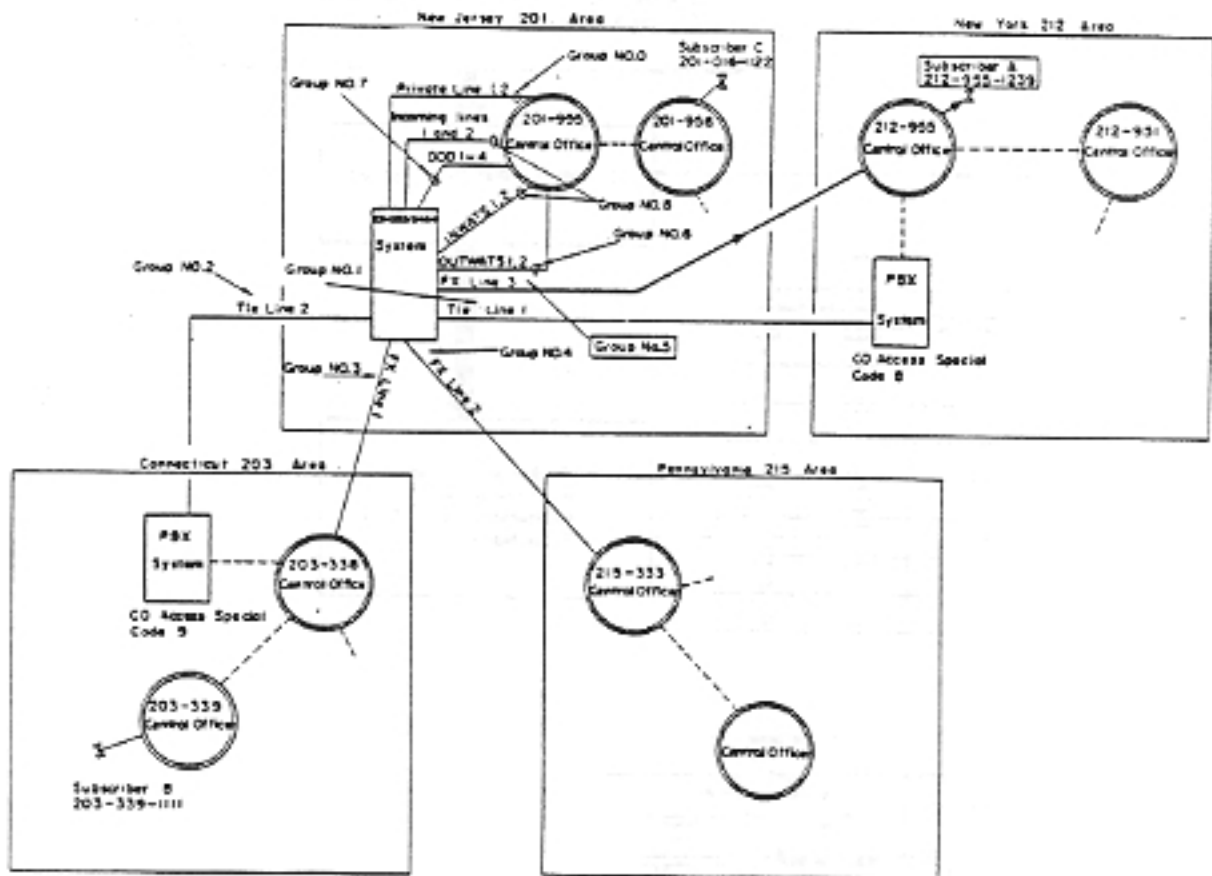 New Jersey 201 Area
New York 212 Area
Group NO.0
Group NO.7
Subscriber C
201-016-1122
Private Line 1,2
Incoming lines
1 and 2
DOD 1-4
201-955
Central Office
201-956
Central Office
Subscriber A
212-955-1239
212-955
Central Office
212-951
Central Office
INWATS 1,2
Group NO.8
Group NO.6
System
OUTWATS 1,2
FX Line 3
Group NO.2
Group NO.1
Tie Line 2
Tie Line 1
PBX
System
CO Access Special
Code 8
Group NO.4
Group No.5
Group NO.3
FX Line 1
FX Line 2
Connecticut 203 Area
Pennsylvania 215 Area
PBX
System
CO Access Special
Code 9
203-338
Central Office
215-333
Central Office
203-339
Central Office
Central Office
Subscriber B
203-339-1111